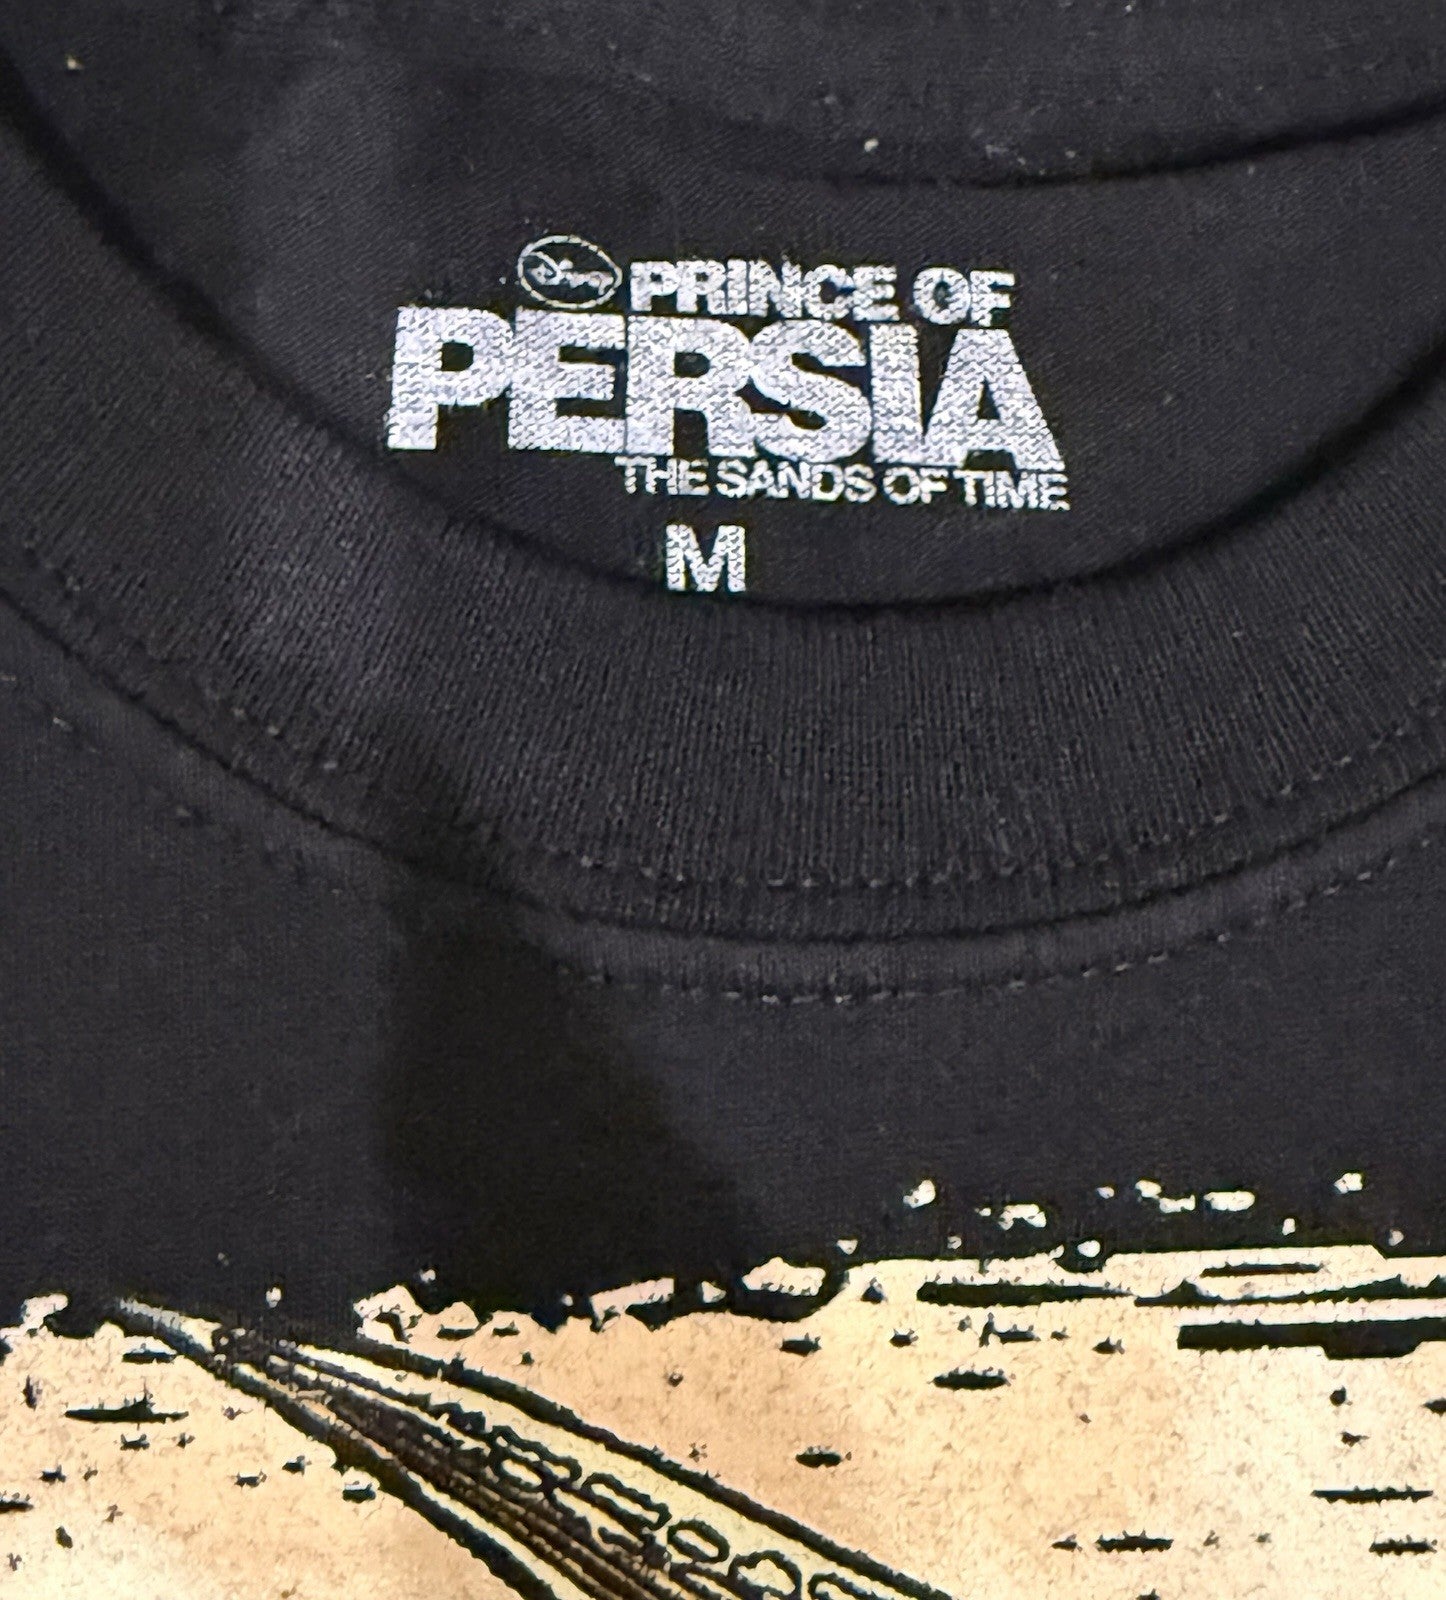 Disney PRINCE OF
PERSIA
THE SANDS OF TIME
M